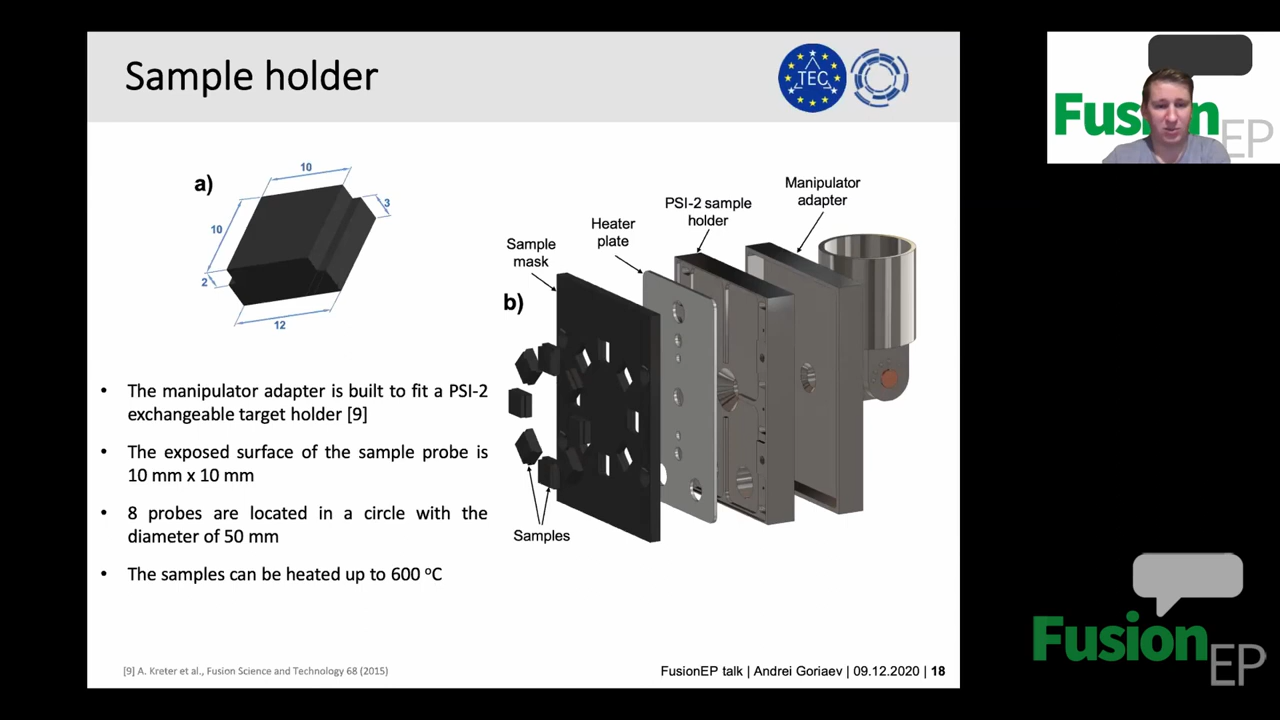 Sample holder
TEC
a)
10
3
10
2
12
Manipulator
adapter
PSI-2 sample
holder
Heater
plate
Sample
mask
b)
Samples
• The manipulator adapter is built to fit a PSI-2
exchangeable target holder [9]
• The exposed surface of the sample probe is
10 mm x 10 mm
• 8 probes are located in a circle with the
diameter of 50 mm
• The samples can be heated up to 600 ºC
[9] A. Kreter et al., Fusion Science and Technology 68 (2015)
FusionEP talk | Andrei Goriaev | 09.12.2020 | 18
Fusion
EP
Fusion
EP